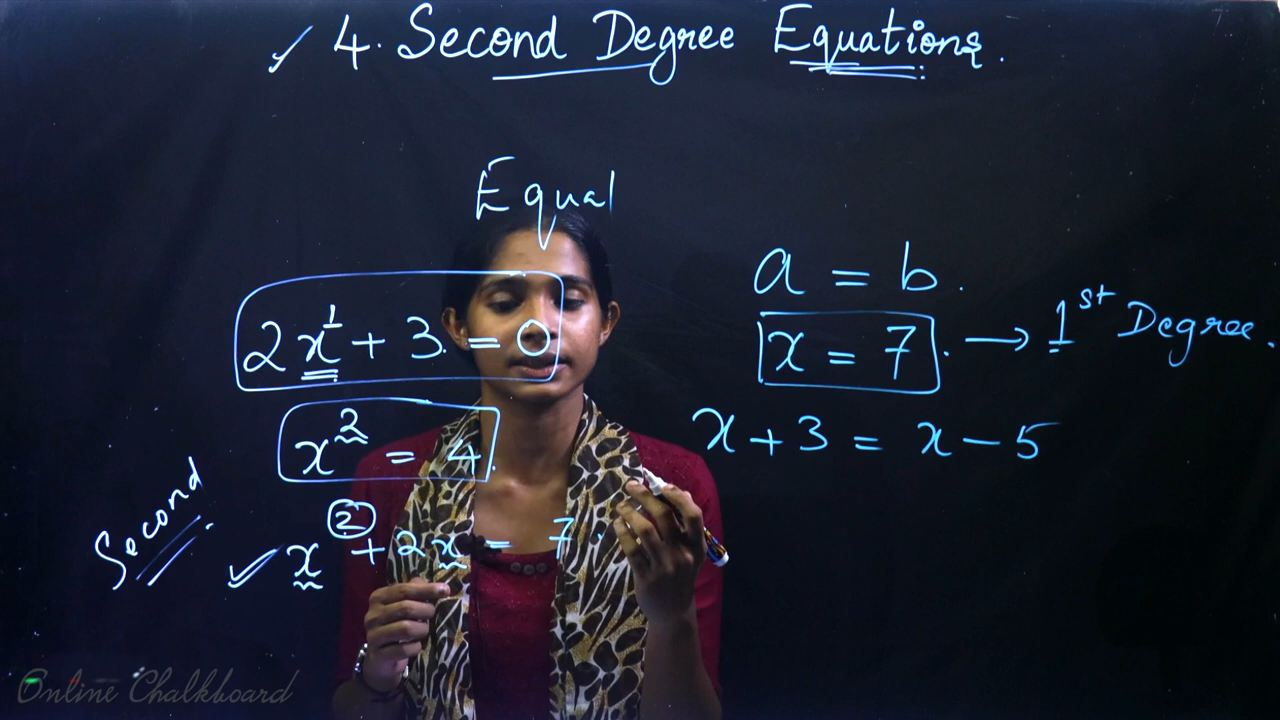 ✓ 4. Second Degree Equations.
Equal
a = b.
2x¹ + 3 = 0
x = 7. → 1st Degree.
x² = 4.
x + 3 = x - 5
Second
✓ x² + 2x = 7.
Online Chalkboard